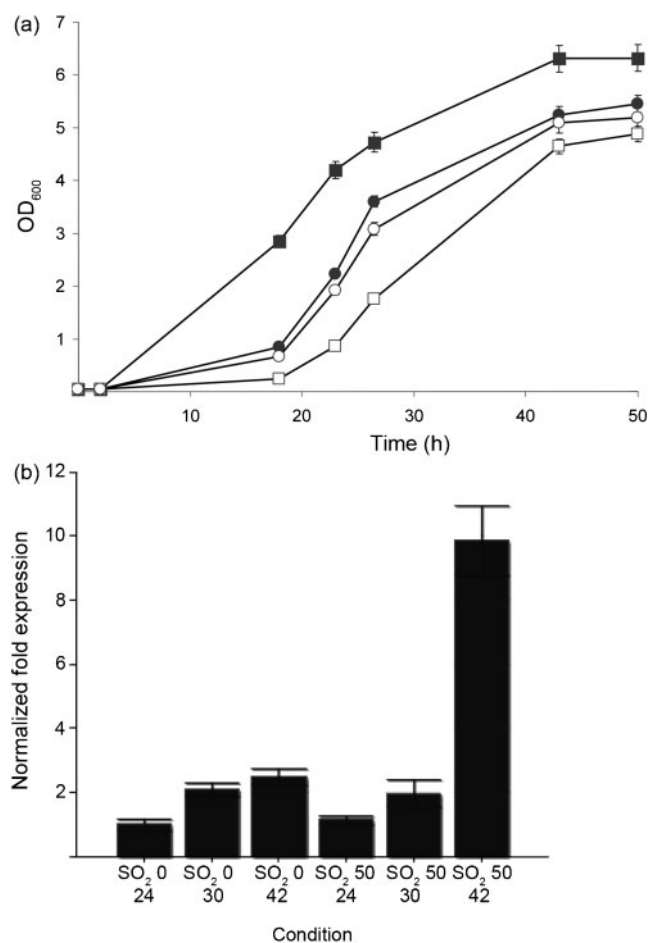 (a)
7
6
5
4
3
2
1
OD₆₀₀
10 20 30 40 50
Time (h)
(b)
12
10
8
6
4
2
Normalized fold expression
SO₂ 0 SO₂ 0 SO₂ 0 SO₂ 50 SO₂ 50 SO₂ 50
24 30 42 24 30 42
Condition